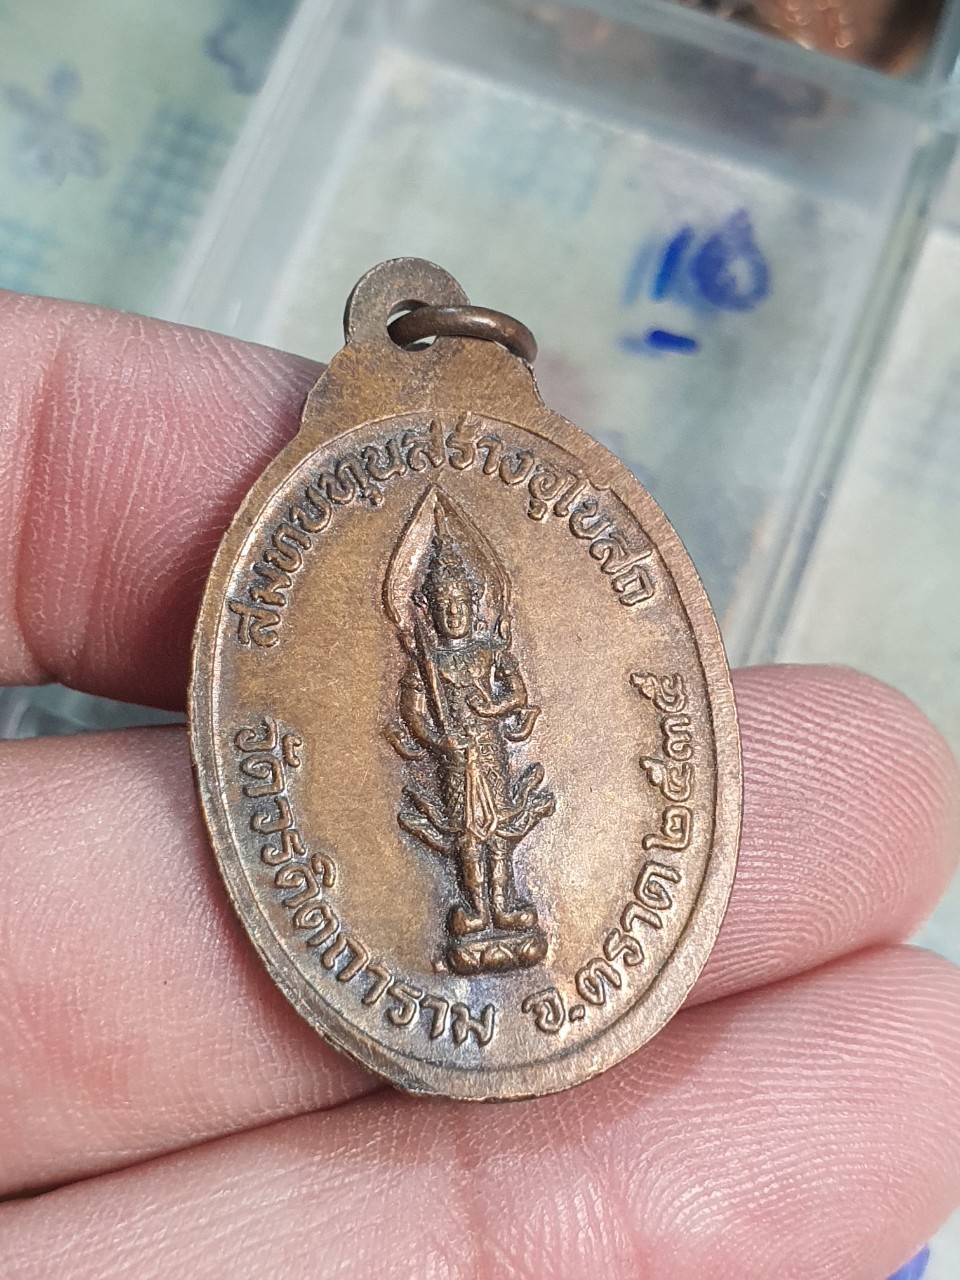 สมทบทุนสร้างอุโบสถ
วัดวรดิตถาราม จ.ตราด ๒๕๓๕